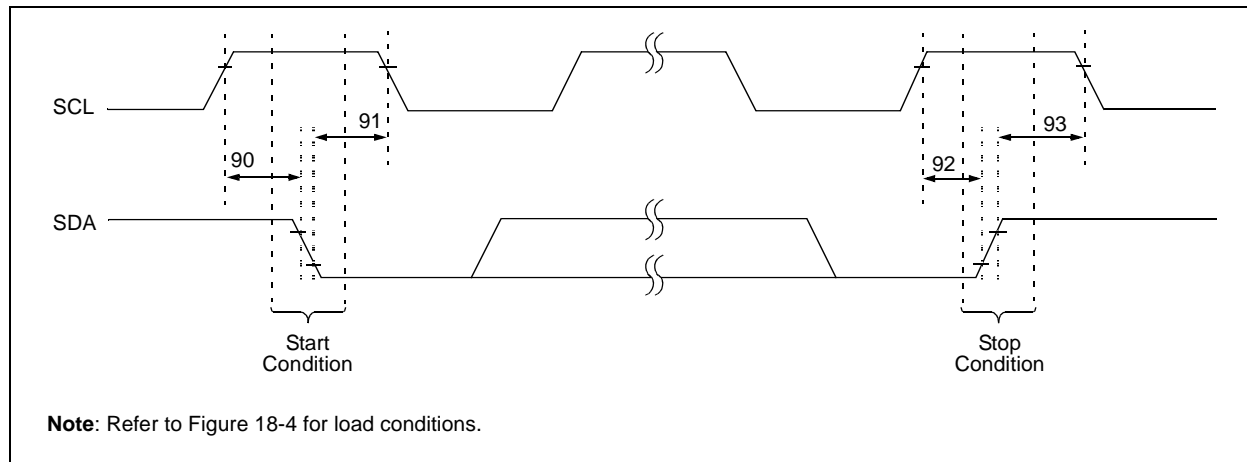 SCL
91
93
90
92
SDA
Start
Condition
Stop
Condition
Note: Refer to Figure 18-4 for load conditions.